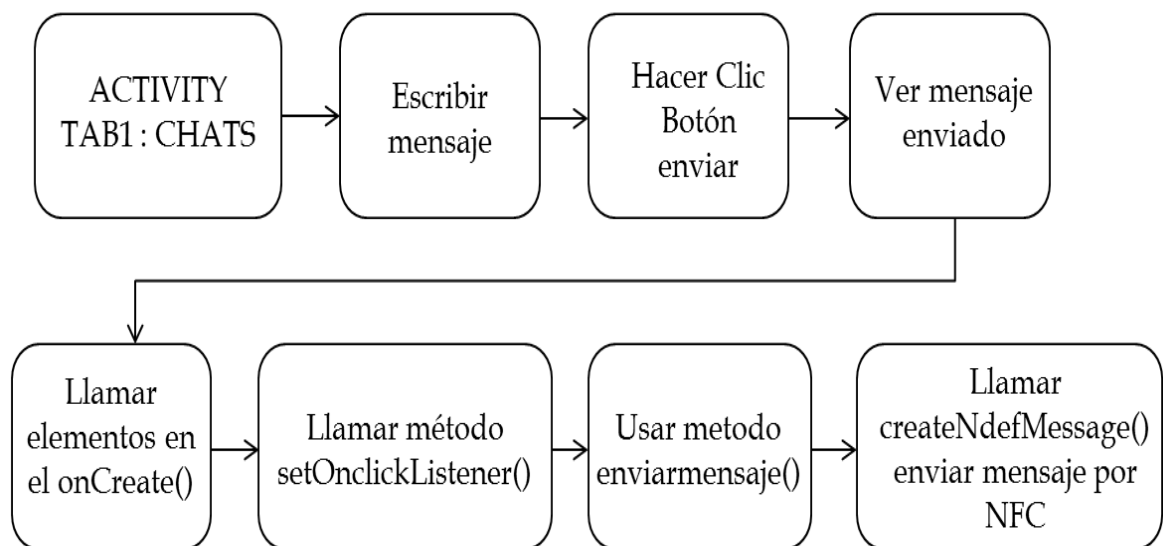 ACTIVITY
TAB1 : CHATS
Escribir
mensaje
Hacer Clic
Botón
enviar
Ver mensaje
enviado
Llamar
elementos en
el onCreate()
Llamar método
setOnclickListener()
Usar metodo
enviarmensaje()
Llamar
createNdefMessage()
enviar mensaje por
NFC